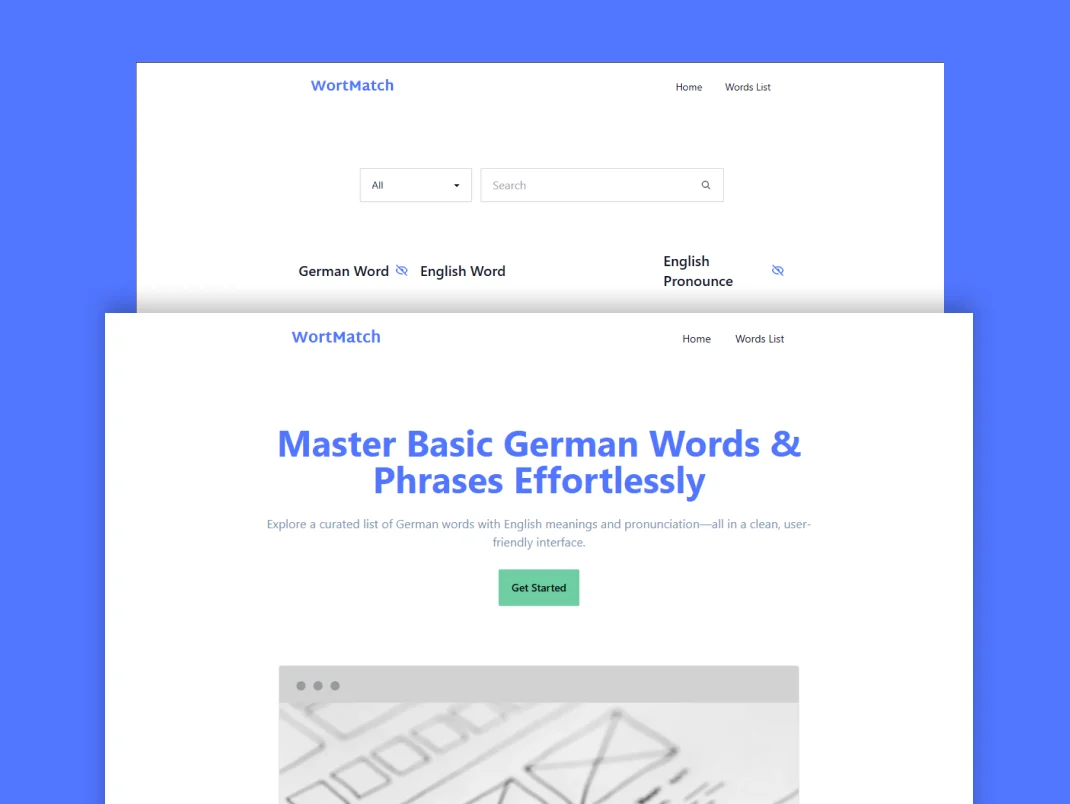 WortMatch
Home Words List
All Search
German Word English Word English
Pronounce
WortMatch
Home Words List
Master Basic German Words &
Phrases Effortlessly
Explore a curated list of German words with English meanings and pronunciation—all in a clean, user-
friendly interface.
Get Started